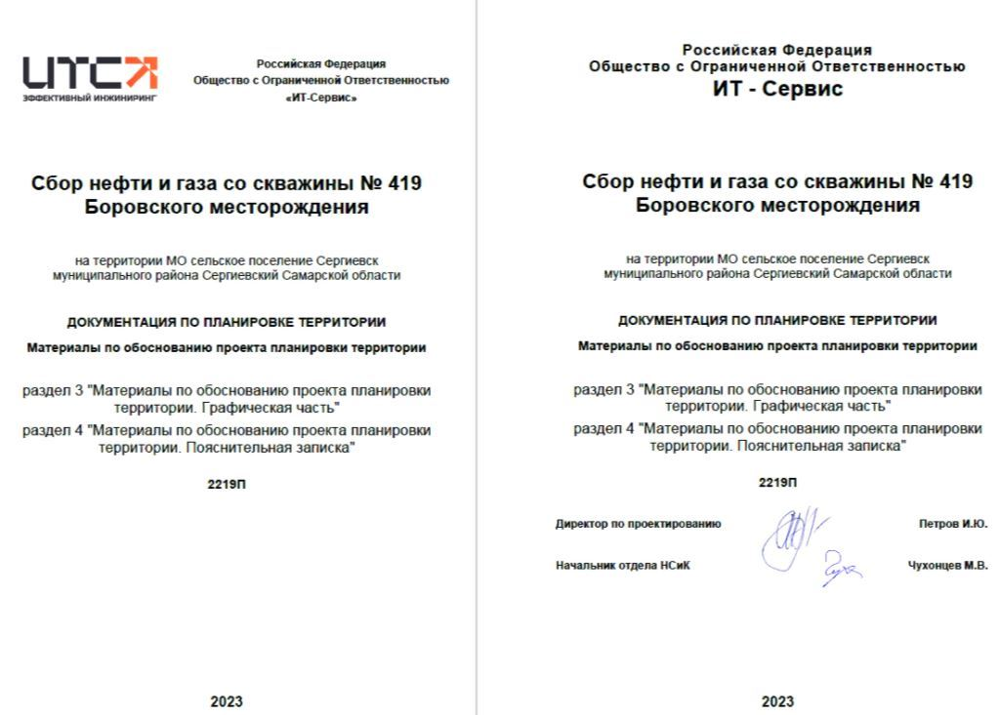 ИТСА
ЭФФЕКТИВНЫЙ ИНЖИНИРИНГ
Российская Федерация
Общество с Ограниченной Ответственностью
«ИТ-Сервис»
Сбор нефти и газа со скважины № 419
Боровского месторождения
на территории МО сельское поселение Сергиевск
муниципального района Сергиевский Самарской области
ДОКУМЕНТАЦИЯ ПО ПЛАНИРОВКЕ ТЕРРИТОРИИ
Материалы по обоснованию проекта планировки территории
раздел 3 "Материалы по обоснованию проекта планировки
территории. Графическая часть"
раздел 4 "Материалы по обоснованию проекта планировки
территории. Пояснительная записка"
2219П
2023
Российская Федерация
Общество с Ограниченной Ответственностью
ИТ - Сервис
Сбор нефти и газа со скважины № 419
Боровского месторождения
на территории МО сельское поселение Сергиевск
муниципального района Сергиевский Самарской области
ДОКУМЕНТАЦИЯ ПО ПЛАНИРОВКЕ ТЕРРИТОРИИ
Материалы по обоснованию проекта планировки территории
раздел 3 "Материалы по обоснованию проекта планировки
территории. Графическая часть"
раздел 4 "Материалы по обоснованию проекта планировки
территории. Пояснительная записка"
2219П
Директор по проектированию Петров И.Ю.
Начальник отдела НСиК Чухонцев М.В.
2023